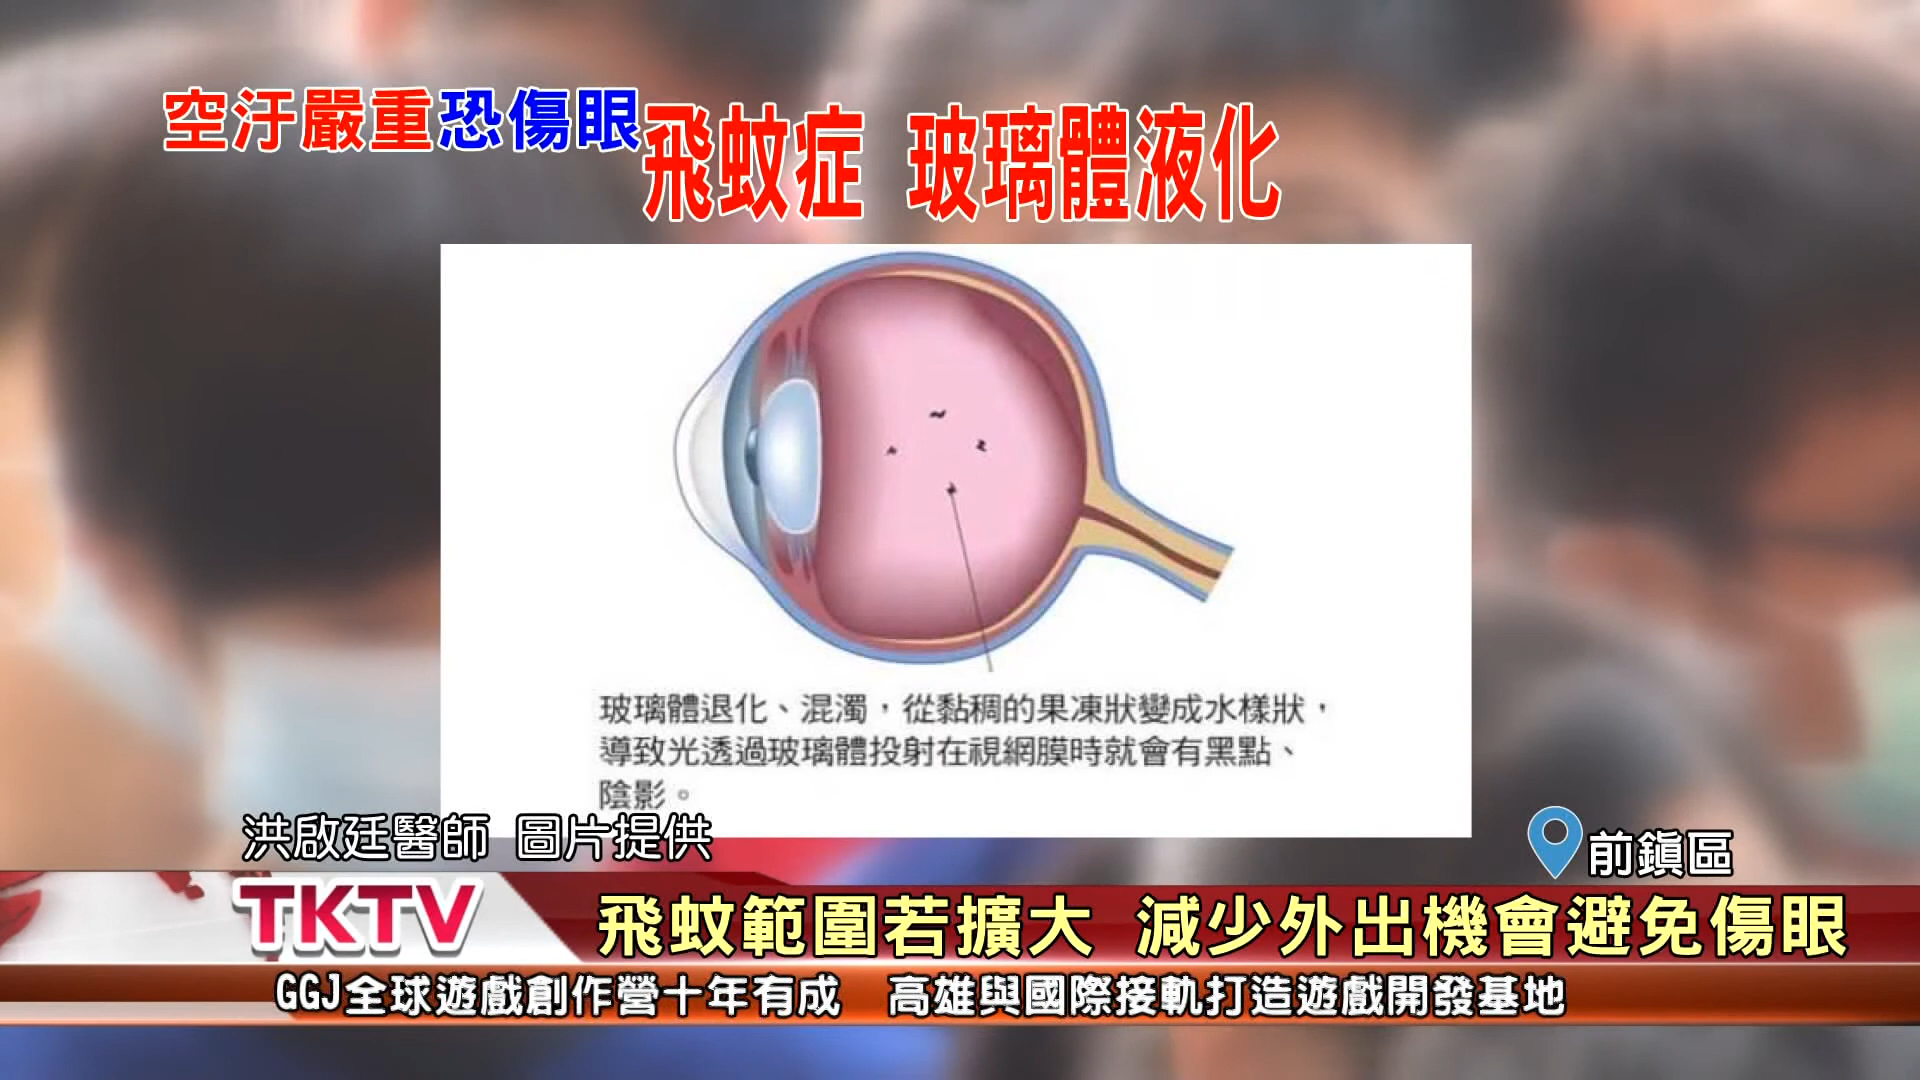 空汙嚴重恐傷眼
飛蚊症 玻璃體液化
玻璃體退化、混濁，從黏稠的果凍狀變成水樣狀，
導致光透過玻璃體投射在視網膜時就會有黑點、
陰影。
洪啟廷醫師 圖片提供
前鎮區
TKTV
飛蚊範圍若擴大 減少外出機會避免傷眼
GGJ全球遊戲創作營十年有成 高雄與國際接軌打造遊戲開發基地